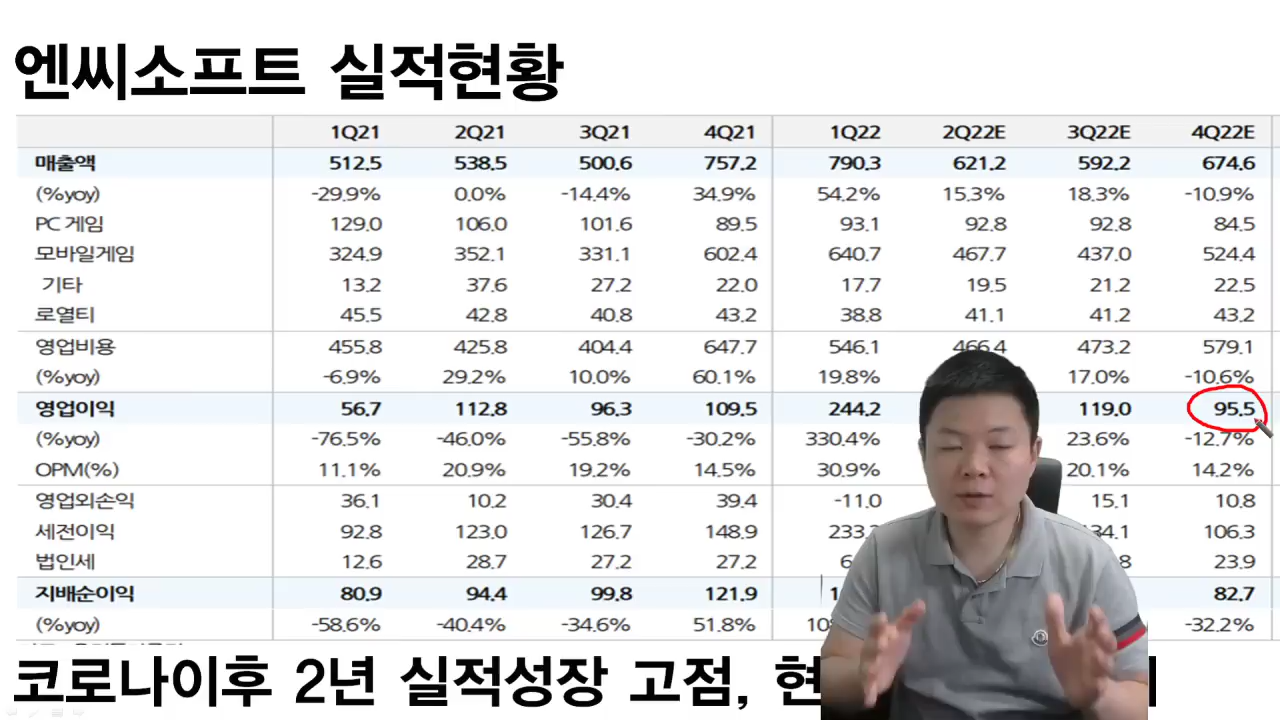 엔씨소프트 실적현황
1Q21 2Q21 3Q21 4Q21 1Q22 2Q22E 3Q22E 4Q22E
매출액 512.5 538.5 500.6 757.2 790.3 621.2 592.2 674.6
(%yoy) -29.9% 0.0% -14.4% 34.9% 54.2% 15.3% 18.3% -10.9%
PC 게임 129.0 106.0 101.6 89.5 93.1 92.8 92.8 84.5
모바일게임 324.9 352.1 331.1 602.4 640.7 467.7 437.0 524.4
기타 13.2 37.6 27.2 22.0 17.7 19.5 21.2 22.5
로열티 45.5 42.8 40.8 43.2 38.8 41.1 41.2 43.2
영업비용 455.8 425.8 404.4 647.7 546.1 466.4 473.2 579.1
(%yoy) -6.9% 29.2% 10.0% 60.1% 19.8% 17.0% -10.6%
영업이익 56.7 112.8 96.3 109.5 244.2 119.0 95.5
(%yoy) -76.5% -46.0% -55.8% -30.2% 330.4% 23.6% -12.7%
OPM(%) 11.1% 20.9% 19.2% 14.5% 30.9% 20.1% 14.2%
영업외손익 36.1 10.2 30.4 39.4 -11.0 15.1 10.8
세전이익 92.8 123.0 126.7 148.9 106.3
법인세 12.6 28.7 27.2 27.2 23.9
지배순이익 80.9 94.4 99.8 121.9 82.7
(%yoy) -58.6% -40.4% -34.6% 51.8% -32.2%
코로나이후 2년 실적성장 고점, 현